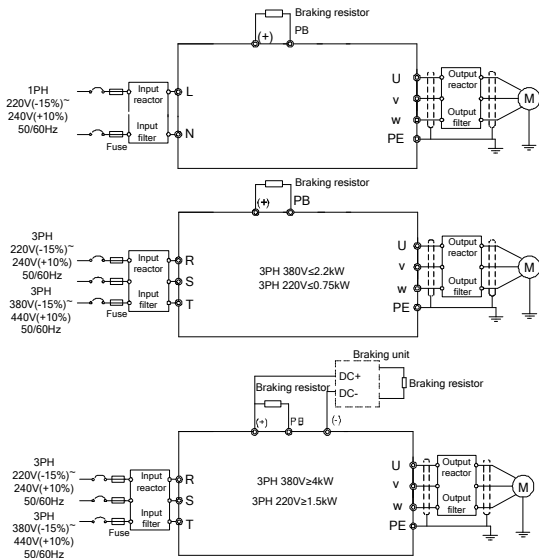 Braking resistor
(+) PB
1PH
220V(-15%)~
240V(+10%)
50/60Hz
Fuse
Input
reactor
Input
filter
L
N
U
v
w
PE
Output
reactor
Output
filter
M
Braking resistor
(+) PB
3PH
220V(-15%)~
240V(+10%)
50/60Hz
3PH
380V(-15%)~
440V(+10%)
50/60Hz
Fuse
Input
reactor
Input
filter
R
S
T
3PH 380V≤2.2kW
3PH 220V≤0.75kW
U
v
w
PE
Output
reactor
Output
filter
M
Braking unit
DC+
DC-
Braking resistor
Braking resistor
(+) PB (-)
3PH
220V(-15%)~
240V(+10%)
50/60Hz
3PH
380V(-15%)~
440V(+10%)
50/60Hz
Fuse
Input
reactor
Input
filter
R
S
T
3PH 380V≥4kW
3PH 220V≥1.5kW
U
v
w
PE
Output
reactor
Output
filter
M